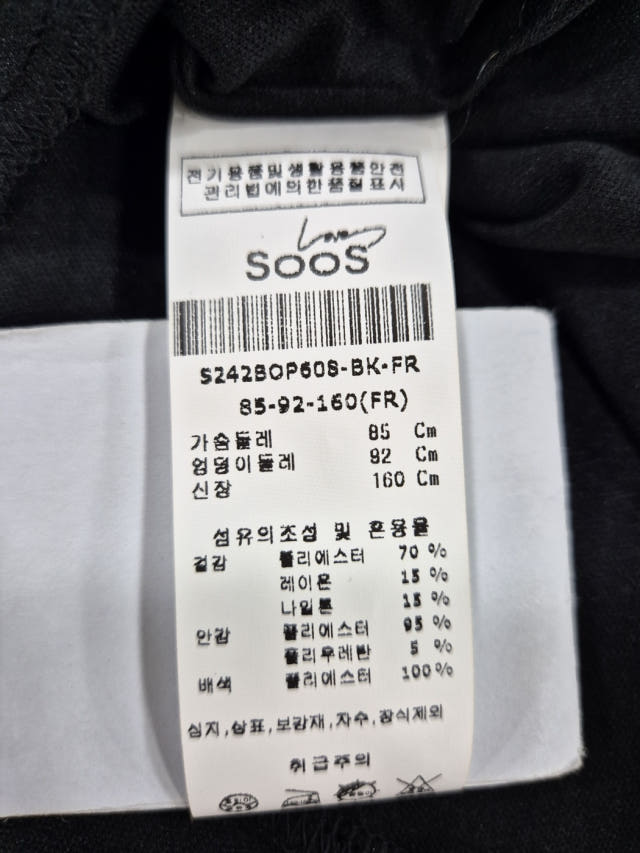 전기용품및생활용품안전
관리법에의한품질표시
Lovey
SOOS
S242BOP608-BK-FR
85-92-160(FR)
가슴둘레 85 Cm
엉덩이둘레 92 Cm
신장 160 Cm
섬유의조성 및 혼용율
겉감 폴리에스터 70 %
레이온 15 %
나일론 15 %
안감 폴리에스터 95 %
폴리우레탄 5 %
배색 폴리에스터 100%
심지,상표,보강재,자수,장식제외
취급주의